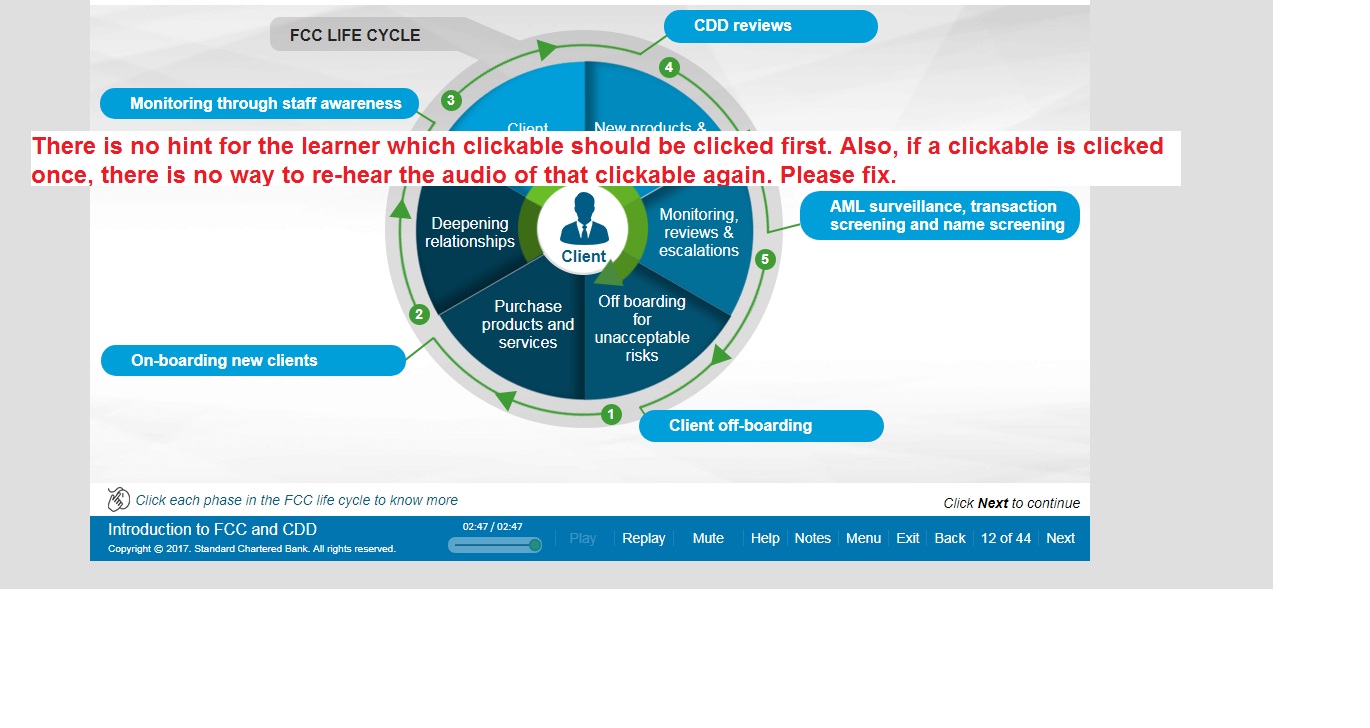 FCC LIFE CYCLE
CDD reviews
4
3
Monitoring through staff awareness
Client
New products &
There is no hint for the learner which clickable should be clicked first. Also, if a clickable is clicked
once, there is no way to re-hear the audio of that clickable again. Please fix.
AML surveillance, transaction
screening and name screening
Deepening
relationships
Client
Monitoring,
reviews &
escalations
5
Purchase
products and
services
Off boarding
for
unacceptable
risks
2
On-boarding new clients
1
Client off-boarding
Click each phase in the FCC life cycle to know more
Click Next to continue
Introduction to FCC and CDD
Copyright © 2017. Standard Chartered Bank. All rights reserved.
02:47 / 02:47
Play Replay Mute Help Notes Menu Exit Back 12 of 44 Next